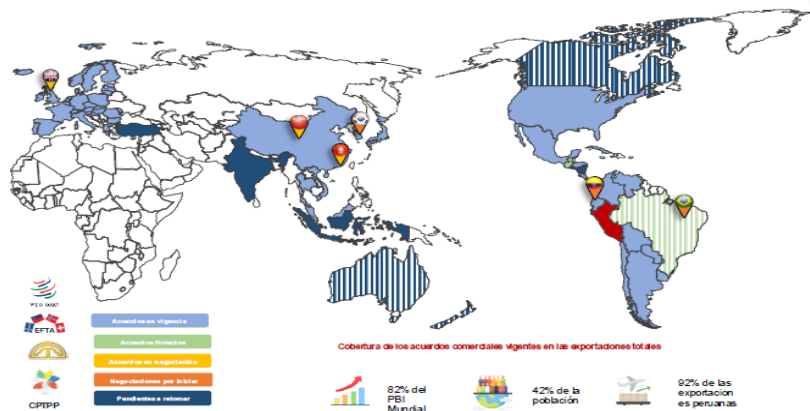 EFTA
CPTPP
Acuerdos en vigencia
Acuerdos firmados
Acuerdos en negociación
Negociaciones por iniciar
Pendientes a retomar
Cobertura de los acuerdos comerciales vigentes en las exportaciones totales
82% del
PBI
Mundial
42% de la
población
92% de las
exportacion
es peruanas